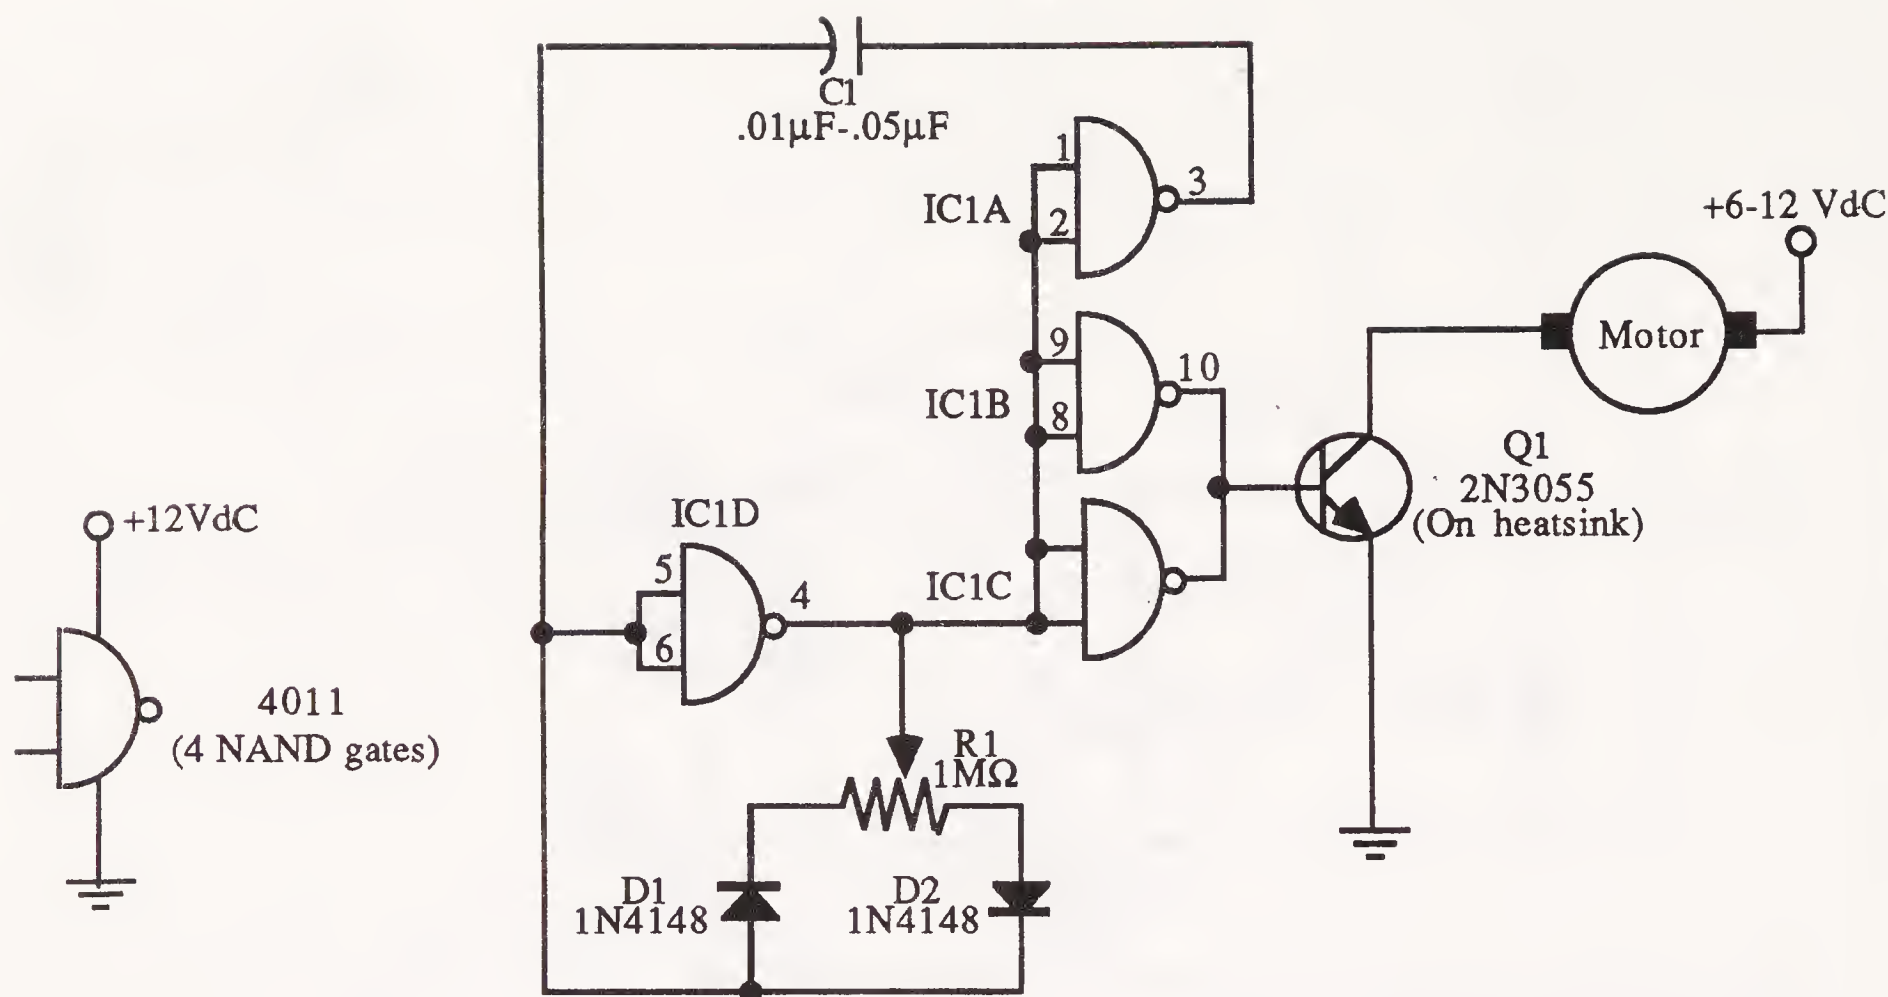 C1
.01µF-.05µF
1
3
IC1A
2
+6-12 VdC
9
10
Motor
IC1B
8
Q1
2N3055
(On heatsink)
+12VdC
IC1D
5
4
IC1C
6
4011
(4 NAND gates)
R1
1MΩ
D1
1N4148
D2
1N4148